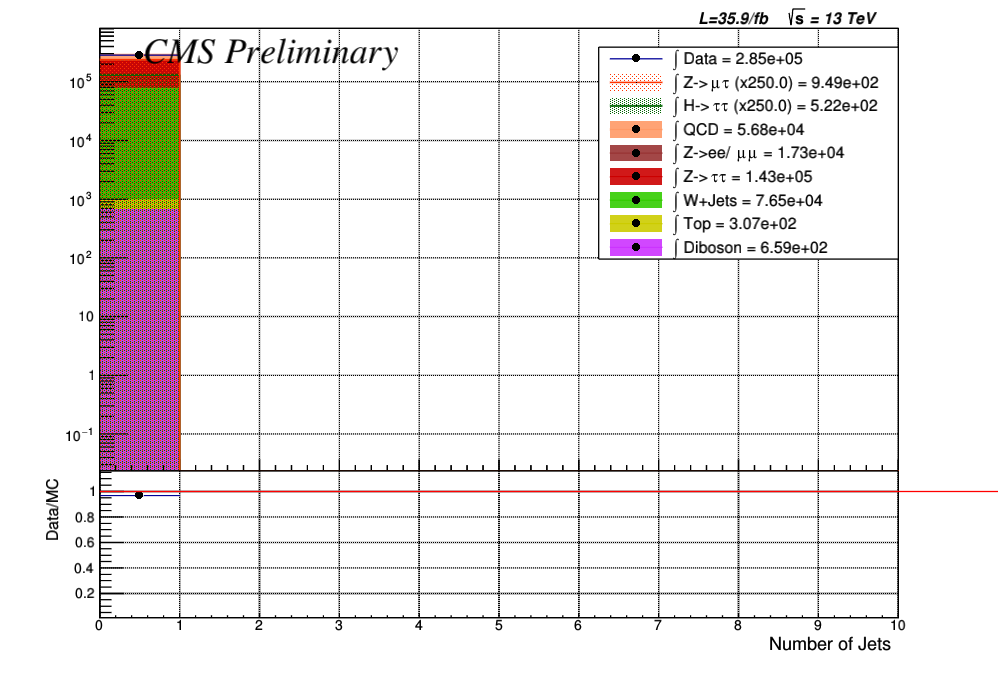 L=35.9/fb √s = 13 TeV
CMS Preliminary
∫ Data = 2.85e+05
∫ Z-> μτ (x250.0) = 9.49e+02
∫ H-> ττ (x250.0) = 5.22e+02
∫ QCD = 5.68e+04
∫ Z->ee/ μμ = 1.73e+04
∫ Z-> ττ = 1.43e+05
∫ W+Jets = 7.65e+04
∫ Top = 3.07e+02
∫ Diboson = 6.59e+02
10⁵
10⁴
10³
10²
10
1
10⁻¹
Data/MC
1
0.8
0.6
0.4
0.2
0 1 2 3 4 5 6 7 8 9 10
Number of Jets